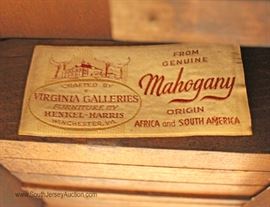 CRAFTED BY
VIRGINIA GALLERIES
FURNITURE BY
HENKEL-HARRIS
WINCHESTER, VA.
FROM
GENUINE
Mahogany
ORIGIN
AFRICA and SOUTH AMERICA
www.SouthJerseyAuction.com